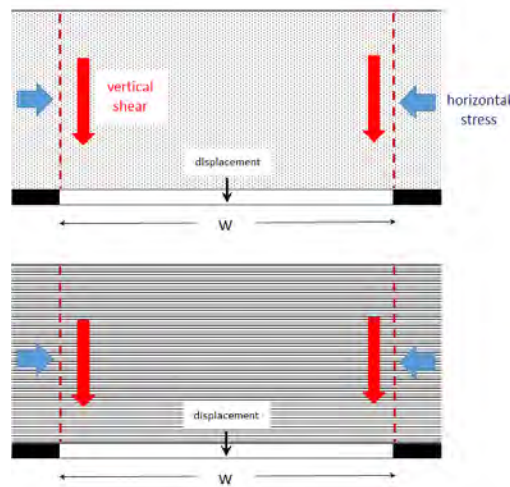 vertical
shear
horizontal
stress
displacement
W
displacement
W